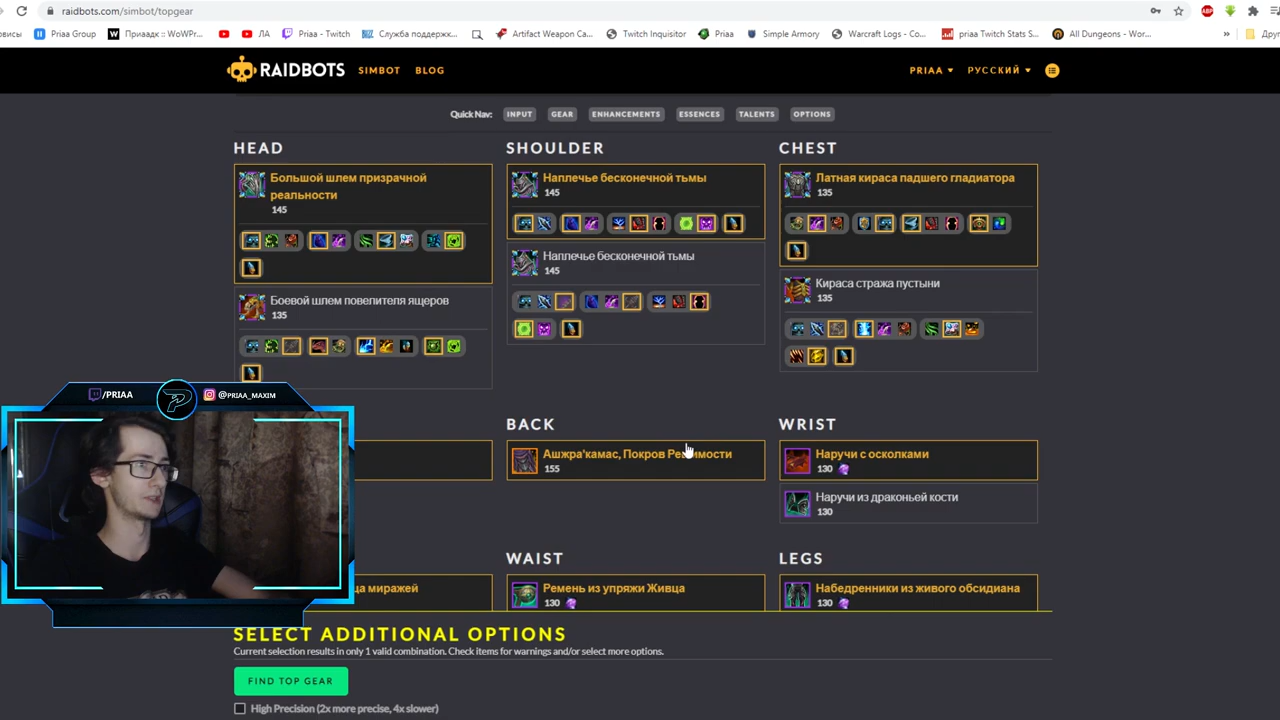 raidbots.com/simbot/topgear
ABP
Priaa Group
Приаадк :: WoWPr...
ЛА
Priaa - Twitch
Служба поддержк...
Artifact Weapon Ca...
Twitch Inquisitor
Priaa
Simple Armory
Warcraft Logs - Co...
priaa Twitch Stats S...
All Dungeons - Wor...
»
RAIDBOTS
SIMBOT
BLOG
PRIAA
РУССКИЙ
Quick Nav:
INPUT
GEAR
ENHANCEMENTS
ESSENCES
TALENTS
OPTIONS
HEAD
SHOULDER
CHEST
Большой шлем призрачной
реальности
145
Наплечье бесконечной тьмы
145
Латная кираса падшего гладиатора
135
Наплечье бесконечной тьмы
145
Кираса стража пустыни
135
Боевой шлем повелителя ящеров
135
/PRIAA
@PRIAA_MAXIM
BACK
WRIST
Ашжра'камас, Покров
155
Наручи с осколками
130
Наручи из драконьей кости
130
WAIST
LEGS
миражей
Ремень из упряжи Живца
130
Набедренники из живого обсидиана
130
SELECT ADDITIONAL OPTIONS
Current selection results in only 1 valid combination. Check items for warnings and/or select more options.
FIND TOP GEAR
High Precision (2x more precise, 4x slower)